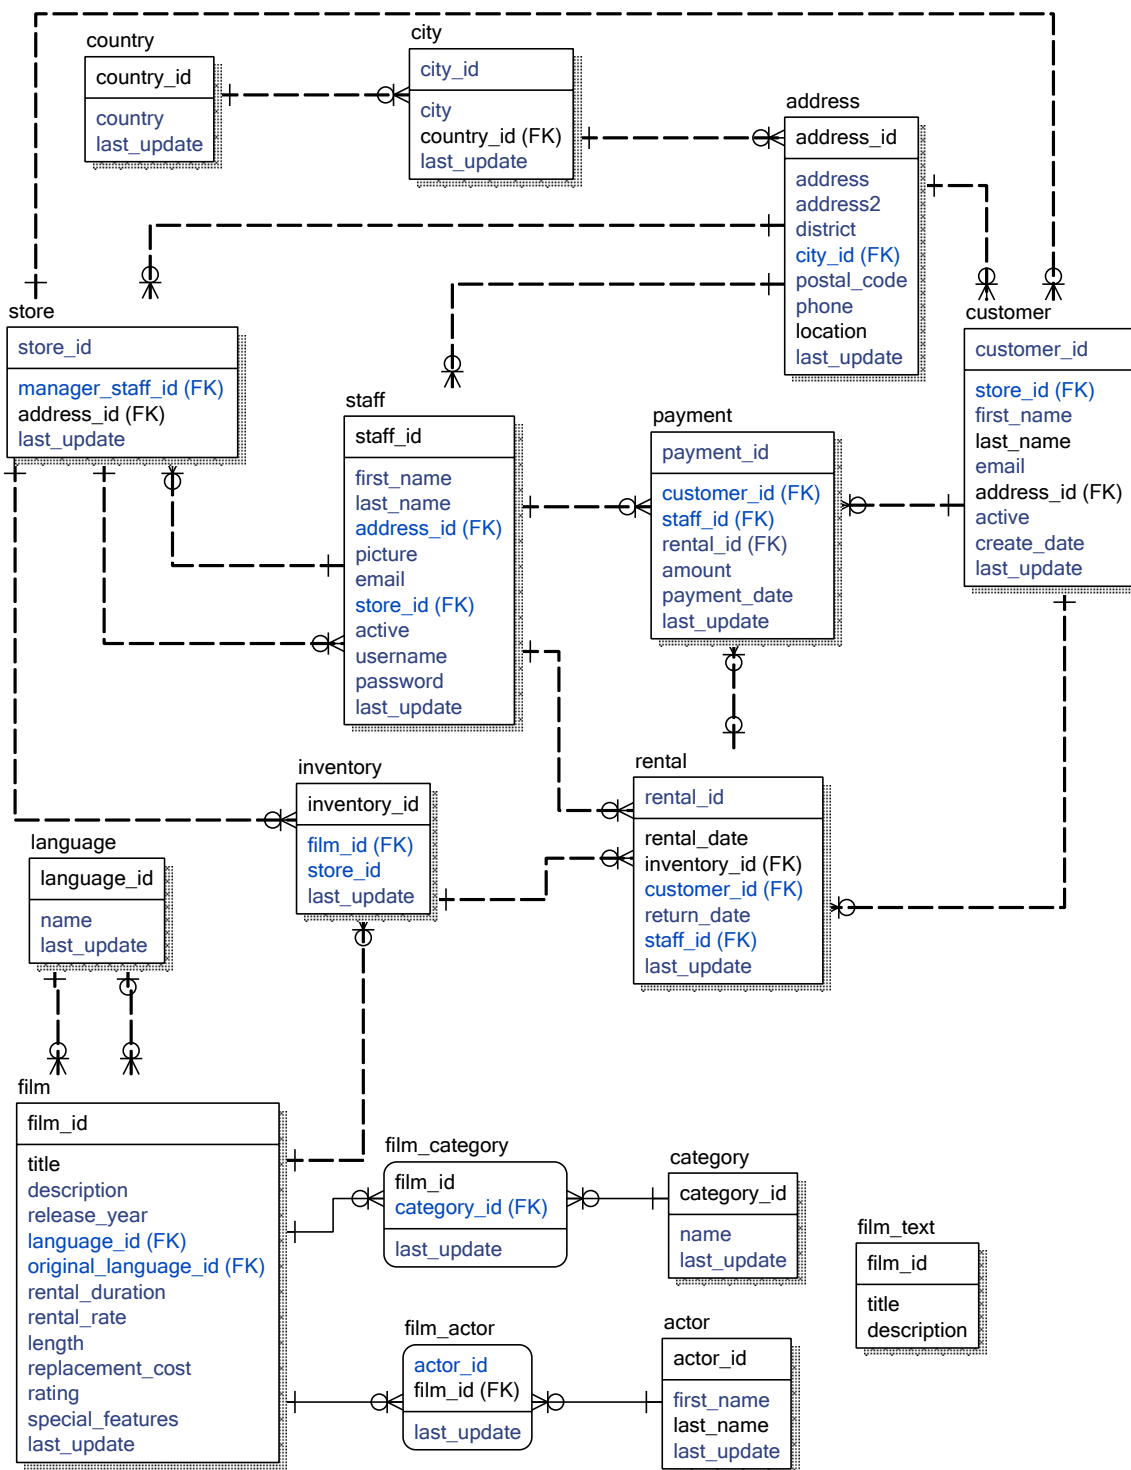 country
country_id
country
last_update
city
city_id
city
country_id (FK)
last_update
address
address_id
address
address2
district
city_id (FK)
postal_code
phone
location
last_update
store
store_id
manager_staff_id (FK)
address_id (FK)
last_update
customer
customer_id
store_id (FK)
first_name
last_name
email
address_id (FK)
active
create_date
last_update
staff
staff_id
first_name
last_name
address_id (FK)
picture
email
store_id (FK)
active
username
password
last_update
payment
payment_id
customer_id (FK)
staff_id (FK)
rental_id (FK)
amount
payment_date
last_update
inventory
inventory_id
film_id (FK)
store_id
last_update
rental
rental_id
rental_date
inventory_id (FK)
customer_id (FK)
return_date
staff_id (FK)
last_update
language
language_id
name
last_update
film
film_id
title
description
release_year
language_id (FK)
original_language_id (FK)
rental_duration
rental_rate
length
replacement_cost
rating
special_features
last_update
film_category
film_id
category_id (FK)
last_update
category
category_id
name
last_update
film_text
film_id
title
description
film_actor
actor_id
film_id (FK)
last_update
actor
actor_id
first_name
last_name
last_update